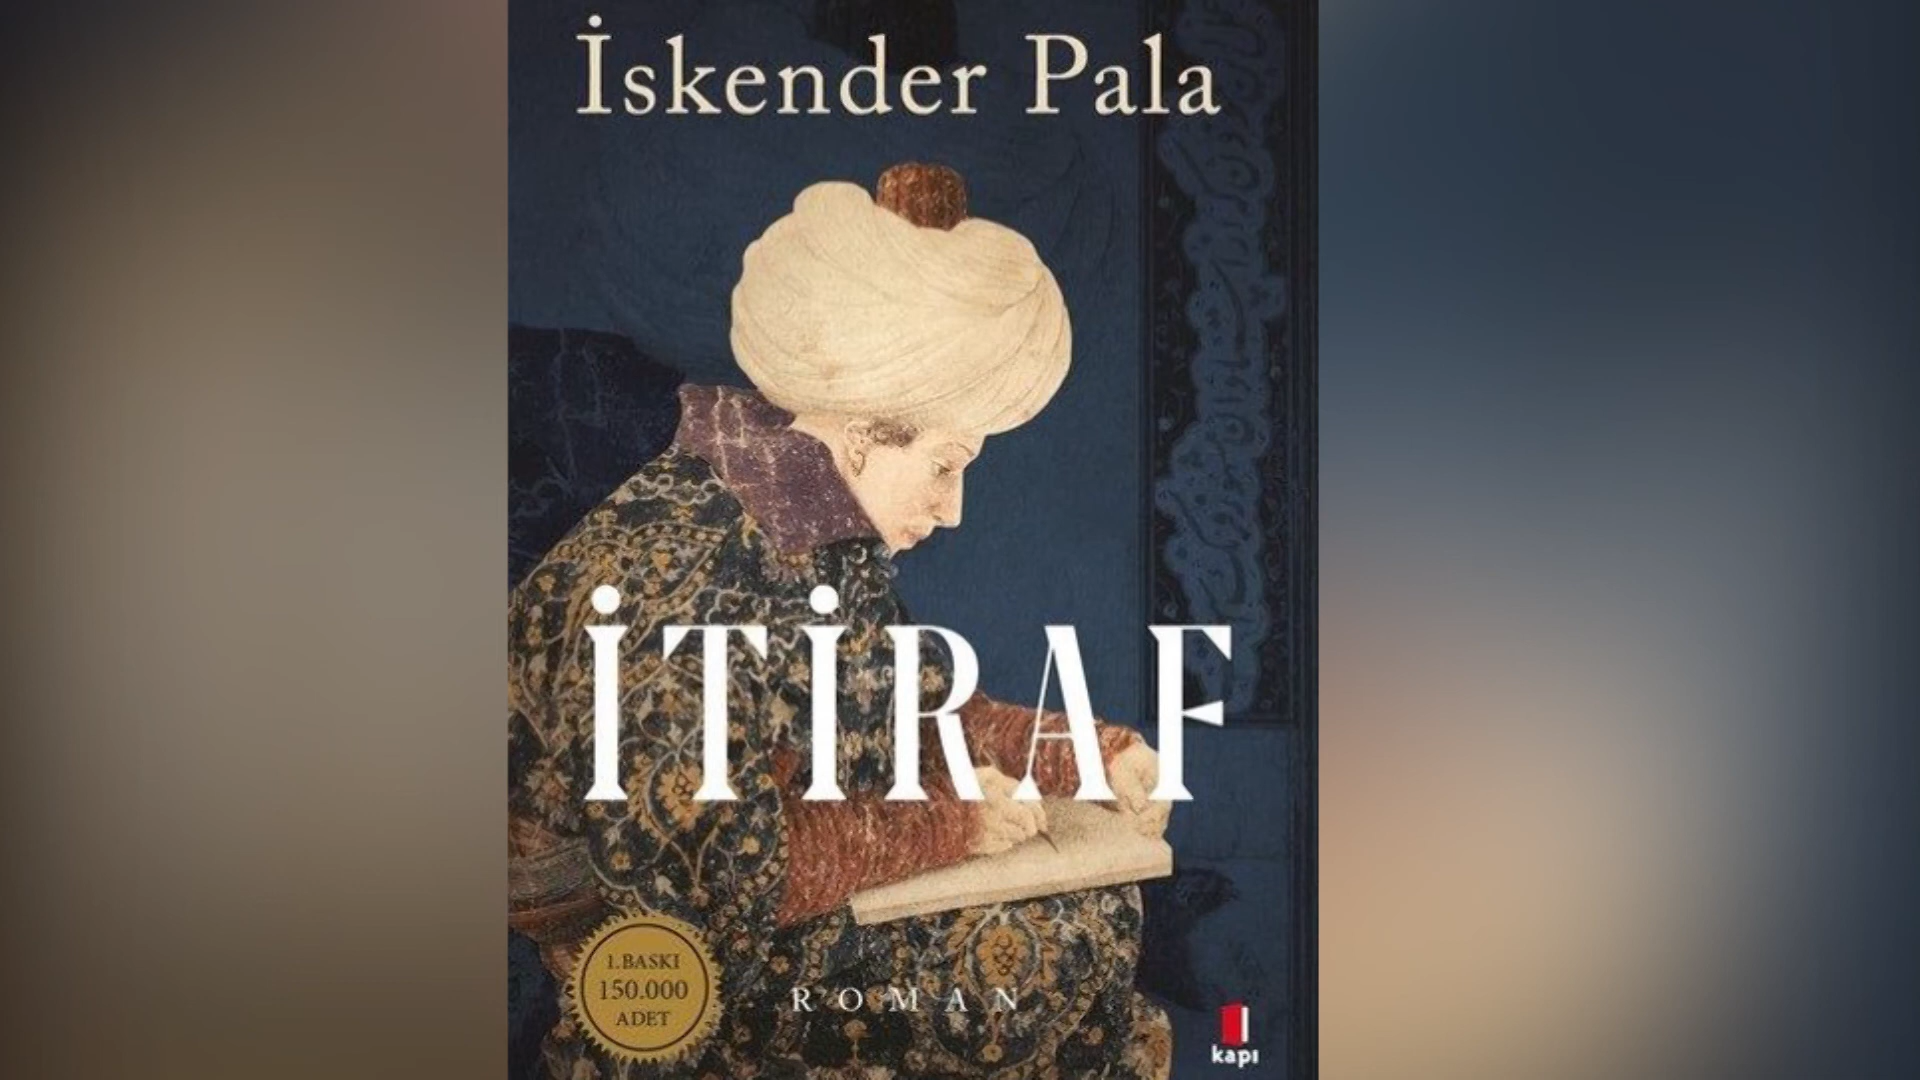 İskender Pala
İTİRAF
1. BASKI
150.000
ADET
ROMAN
kapı